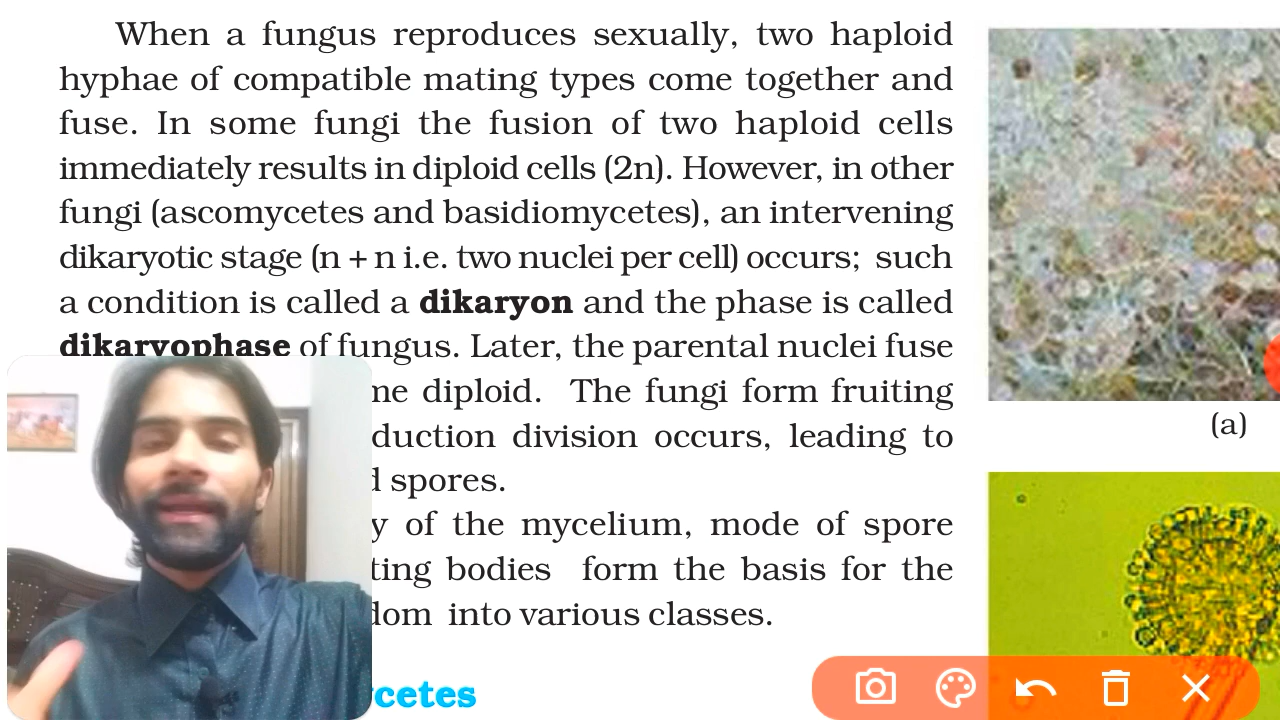 When a fungus reproduces sexually, two haploid
hyphae of compatible mating types come together and
fuse. In some fungi the fusion of two haploid cells
immediately results in diploid cells (2n). However, in other
fungi (ascomycetes and basidiomycetes), an intervening
dikaryotic stage (n + n i.e. two nuclei per cell) occurs; such
a condition is called a dikaryon and the phase is called
dikaryophase of fungus. Later, the parental nuclei fuse
me diploid. The fungi form fruiting
duction division occurs, leading to
d spores.
y of the mycelium, mode of spore
ting bodies form the basis for the
dom into various classes.
ycetes
(a)